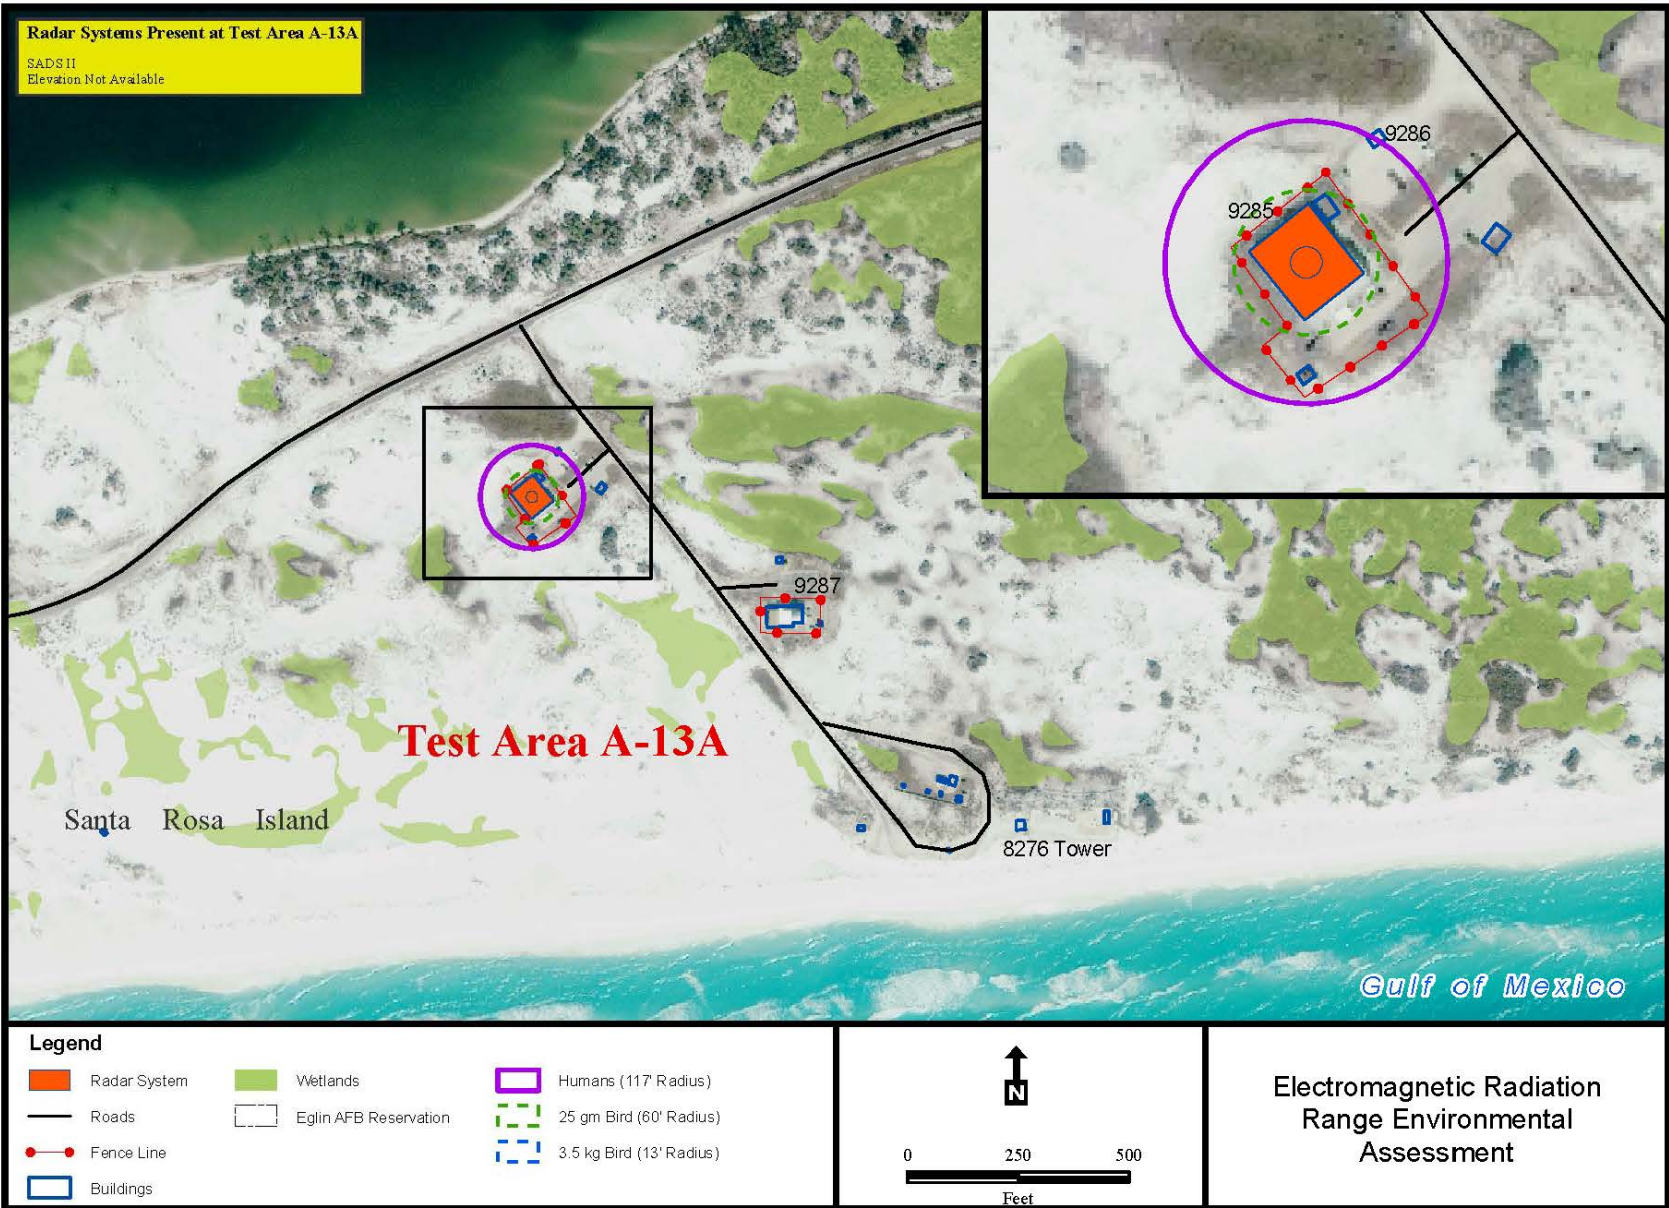 Radar Systems Present at Test Area A-13A
SADS II
Elevation Not Available
9286
9285
9287
Test Area A-13A
Santa Rosa Island
8276 Tower
Gulf of Mexico
Legend
Radar System
Roads
Fence Line
Buildings
Wetlands
Eglin AFB Reservation
Humans (117' Radius)
25 gm Bird (60' Radius)
3.5 kg Bird (13' Radius)
N
0 250 500
Feet
Electromagnetic Radiation
Range Environmental
Assessment